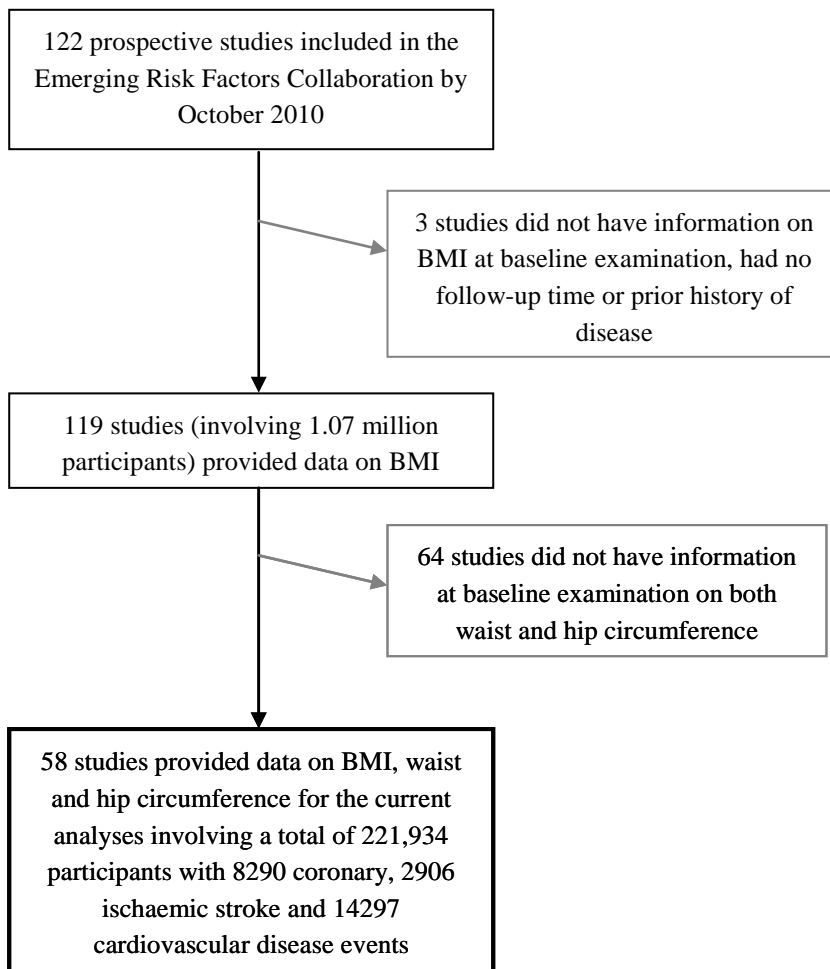 122 prospective studies included in the
Emerging Risk Factors Collaboration by
October 2010
3 studies did not have information on
BMI at baseline examination, had no
follow-up time or prior history of
disease
119 studies (involving 1.07 million
participants) provided data on BMI
64 studies did not have information
at baseline examination on both
waist and hip circumference
58 studies provided data on BMI, waist
and hip circumference for the current
analyses involving a total of 221,934
participants with 8290 coronary, 2906
ischaemic stroke and 14297
cardiovascular disease events